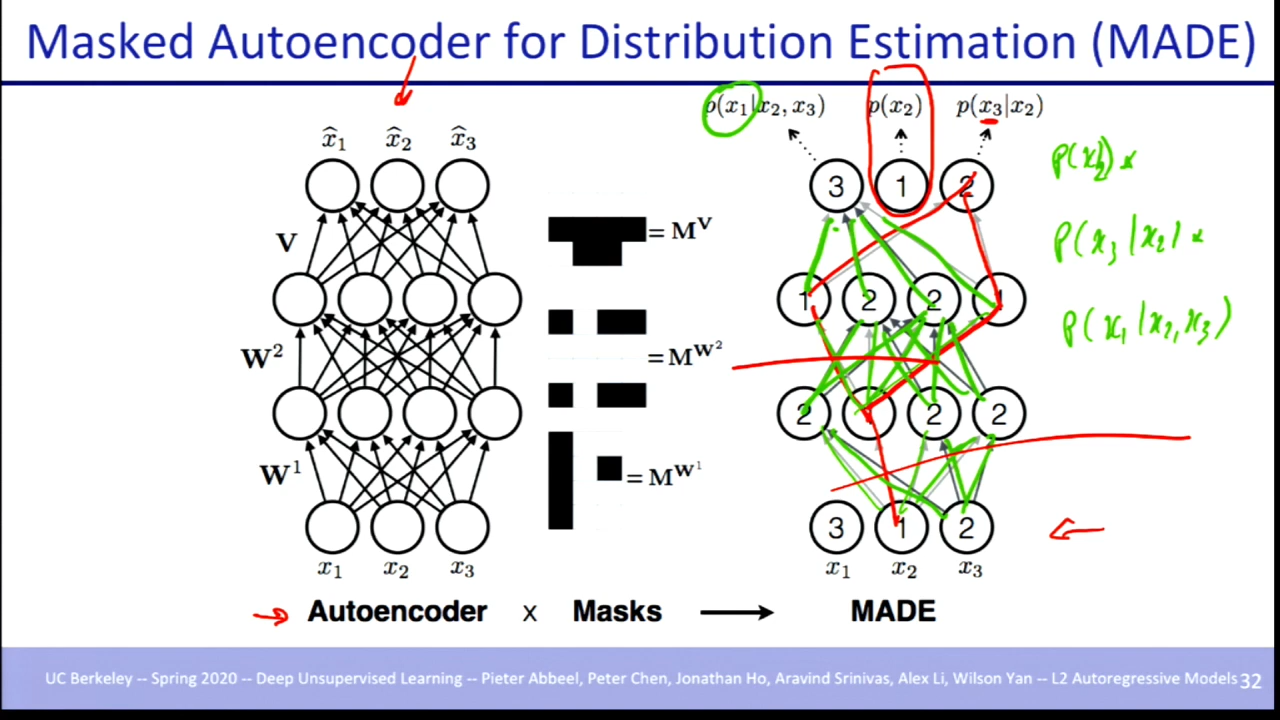 Masked Autoencoder for Distribution Estimation (MADE)
p(x₁|x₂, x₃) p(x₂) p(x₃|x₂)
x̂₁ x̂₂ x̂₃
3 1 2
p(x₂) *
V
= M^V
p(x₃|x₂) *
1 2 2 1
p(x₁|x₂,x₃)
W²
= M^W²
2 2 2
W¹
= M^W¹
3 1 2
x₁ x₂ x₃
x₁ x₂ x₃
Autoencoder x Masks MADE
UC Berkeley -- Spring 2020 -- Deep Unsupervised Learning -- Pieter Abbeel, Peter Chen, Jonathan Ho, Aravind Srinivas, Alex Li, Wilson Yan -- L2 Autoregressive Models 32